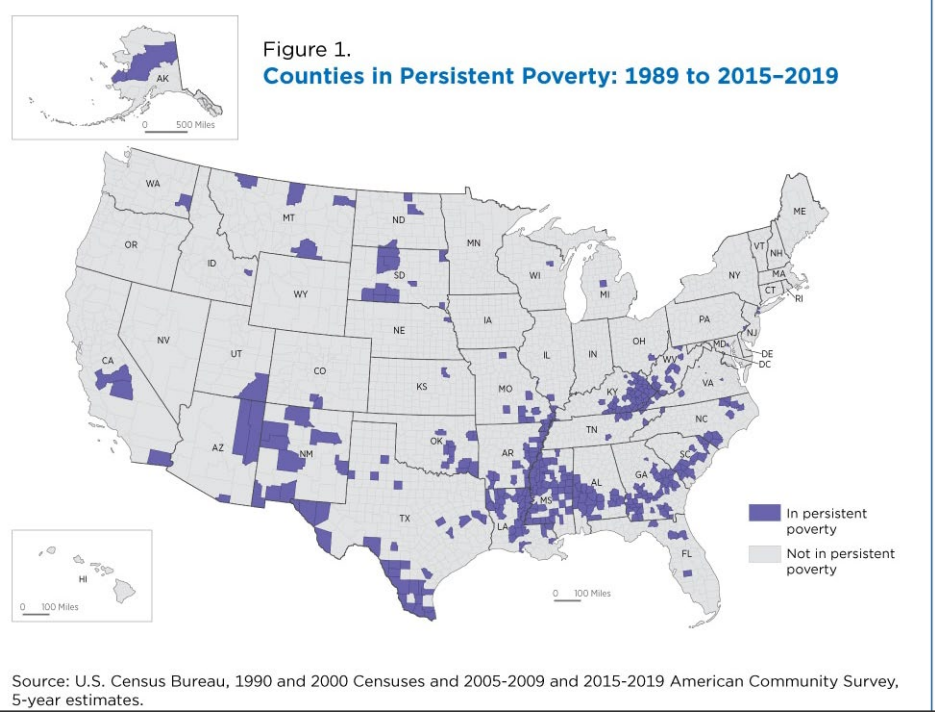 Figure 1.
Counties in Persistent Poverty: 1989 to 2015–2019
AK
0 500 Miles
WA
MT
ND
MN
ME
OR
ID
SD
WI
MI
VT
NH
NY
MA
CT
RI
WY
NE
IA
PA
NJ
NV
UT
CO
IL
IN
OH
MD
DE
DC
CA
KS
MO
KY
WV
VA
AZ
NM
OK
AR
TN
NC
SC
TX
LA
MS
AL
GA
FL
In persistent
poverty
Not in persistent
poverty
HI
0 100 Miles
0 100 Miles
Source: U.S. Census Bureau, 1990 and 2000 Censuses and 2005-2009 and 2015-2019 American Community Survey,
5-year estimates.